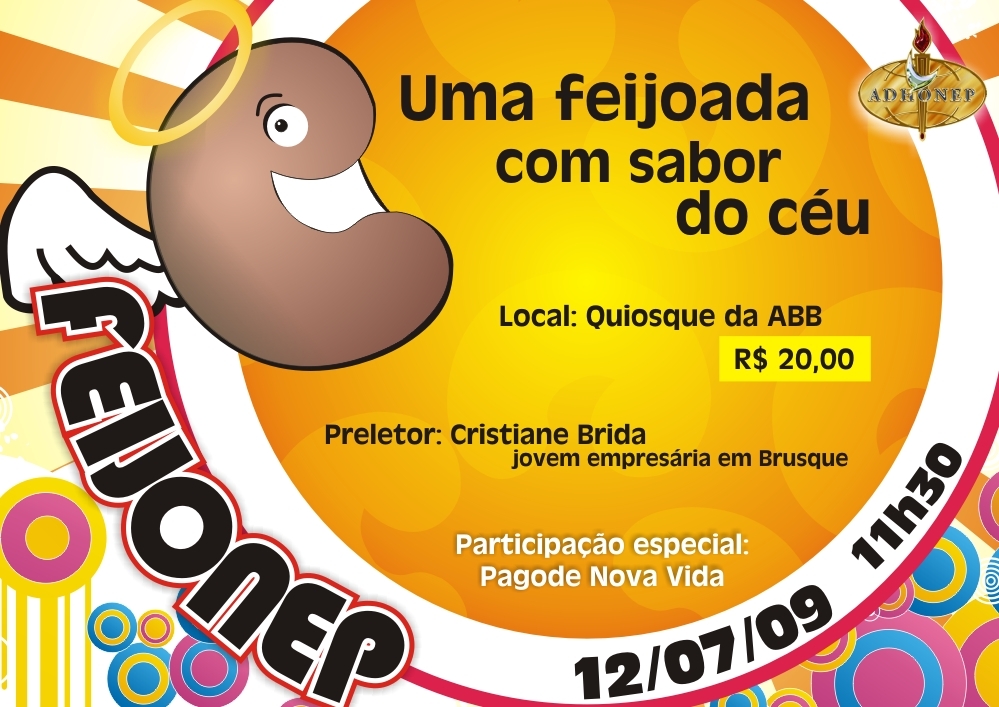 Uma feijoada
com sabor
do céu
ADHONEP
Local: Quiosque da ABB
R$ 20,00
Preletor: Cristiane Brida
jovem empresária em Brusque
Participação especial:
Pagode Nova Vida
FEIJONEP
12/07/09 11h30